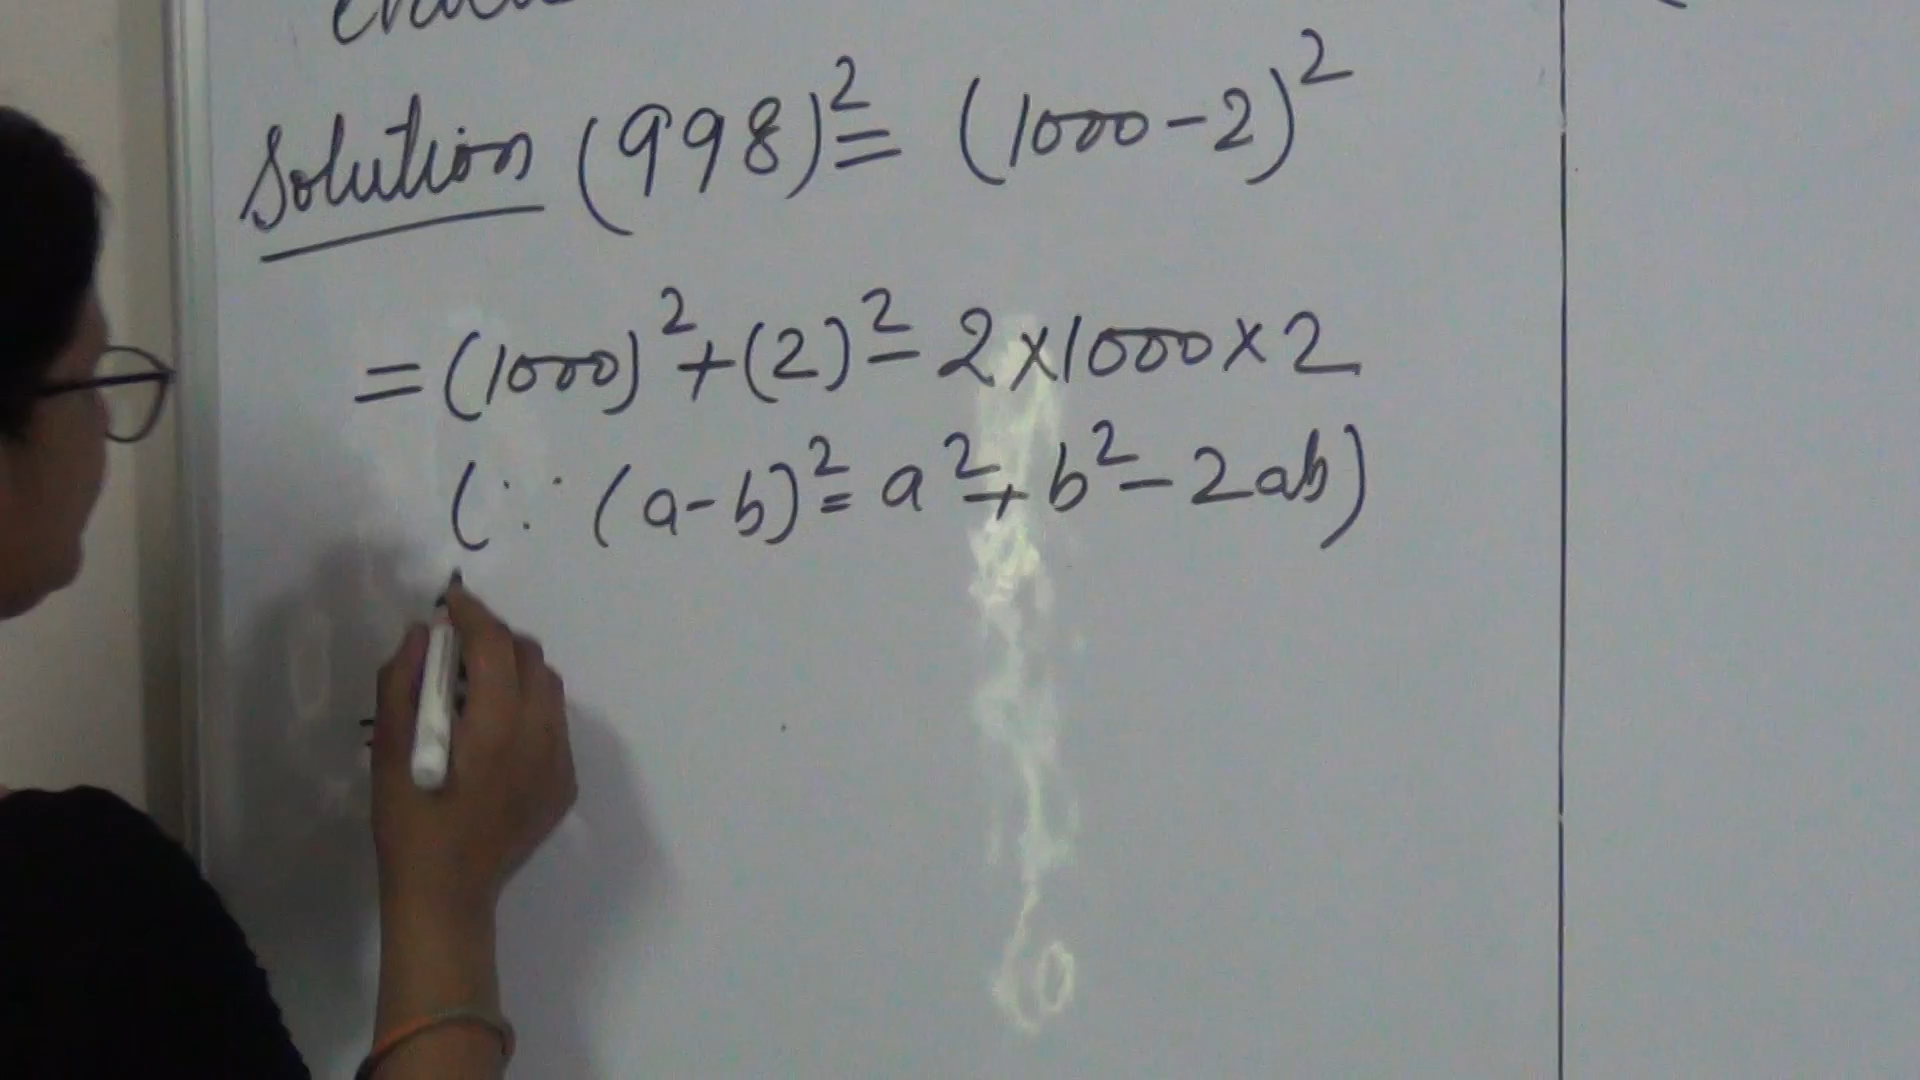 Solution (998)² = (1000-2)²
= (1000)² + (2)² - 2×1000×2
(∵ (a-b)² = a² + b² - 2ab)
=